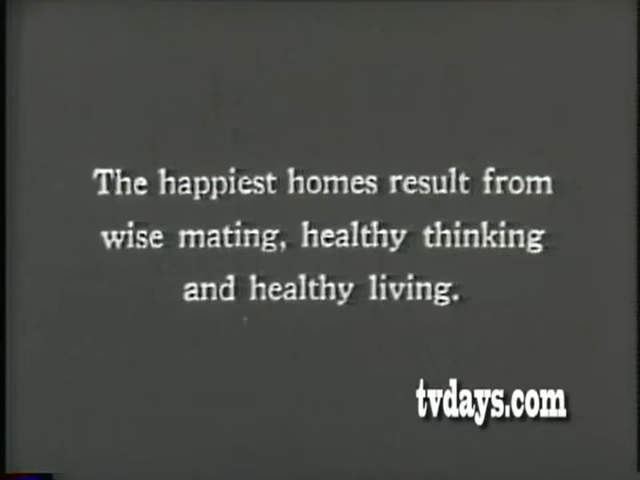 The happiest homes result from
wise mating, healthy thinking
and healthy living.
tvdays.com